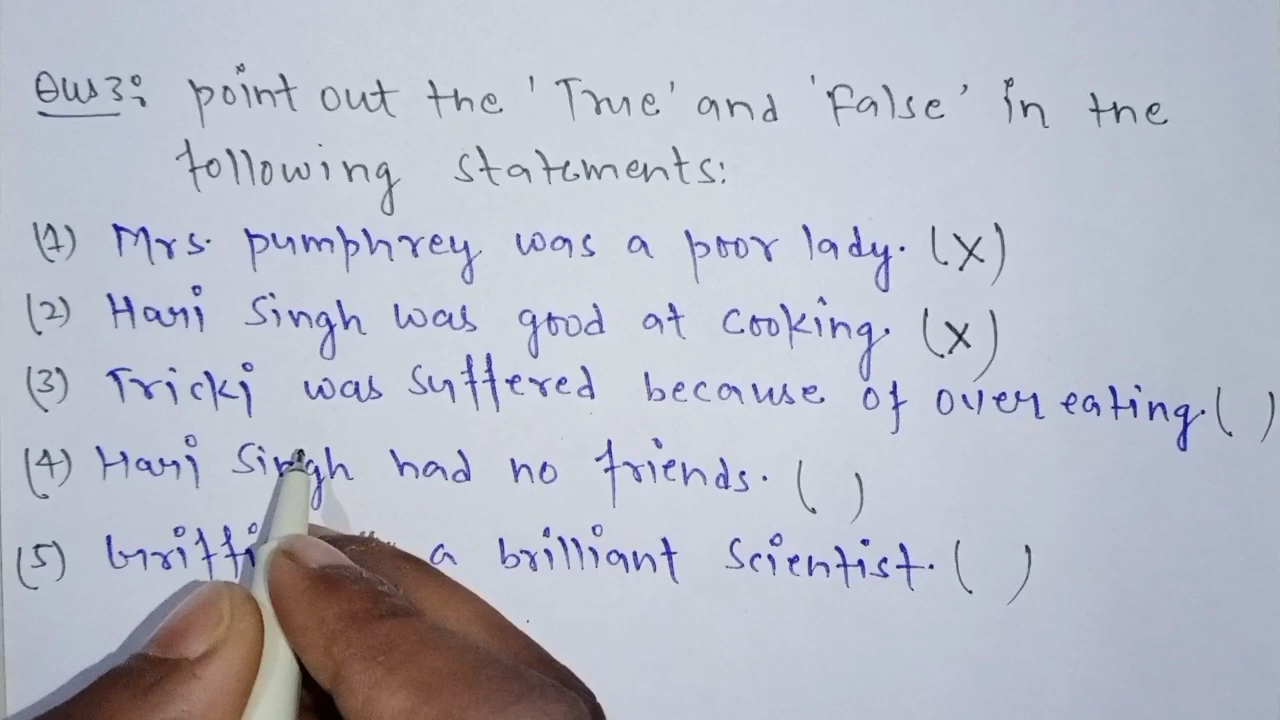 Qus 3: point out the 'True' and 'False' in the
following statements:
(1) Mrs. pumphrey was a poor lady. (X)
(2) Hari Singh was good at cooking. (X)
(3) Tricki was suffered because of over eating. ( )
(4) Hari Singh had no friends. ( )
(5) a brilliant Scientist. ( )